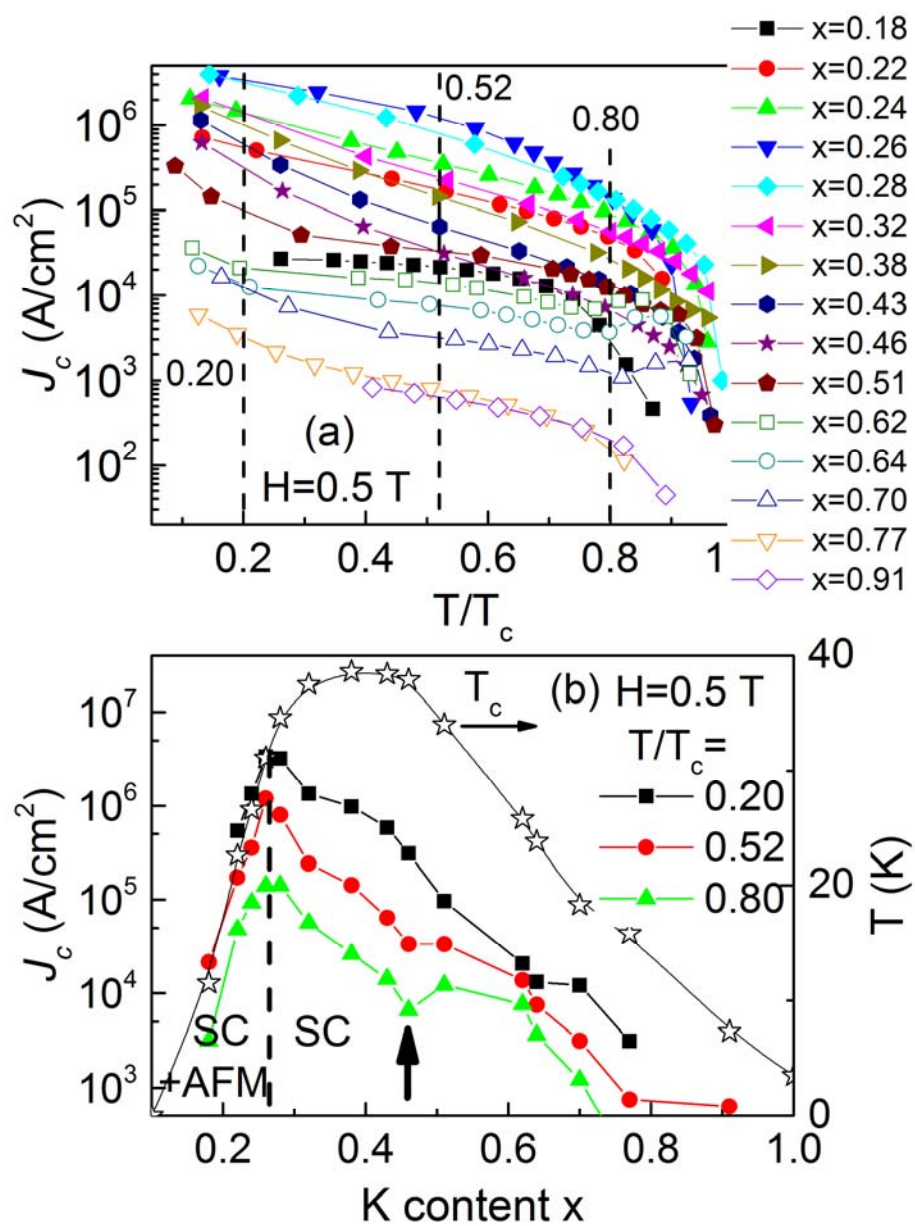 x=0.18
x=0.22
x=0.24
x=0.26
x=0.28
x=0.32
x=0.38
x=0.43
x=0.46
x=0.51
x=0.62
x=0.64
x=0.70
x=0.77
x=0.91
10^6
10^5
10^4
10^3
10^2
J_c (A/cm^2)
0.52
0.80
0.20
(a)
H=0.5 T
0.2
0.4
0.6
0.8
1
T/T_c
10^7
10^6
10^5
10^4
10^3
J_c (A/cm^2)
T_c
(b) H=0.5 T
T/T_c=
0.20
0.52
0.80
SC
+AFM
SC
40
20
0
T (K)
0.2
0.4
0.6
0.8
1.0
K content x